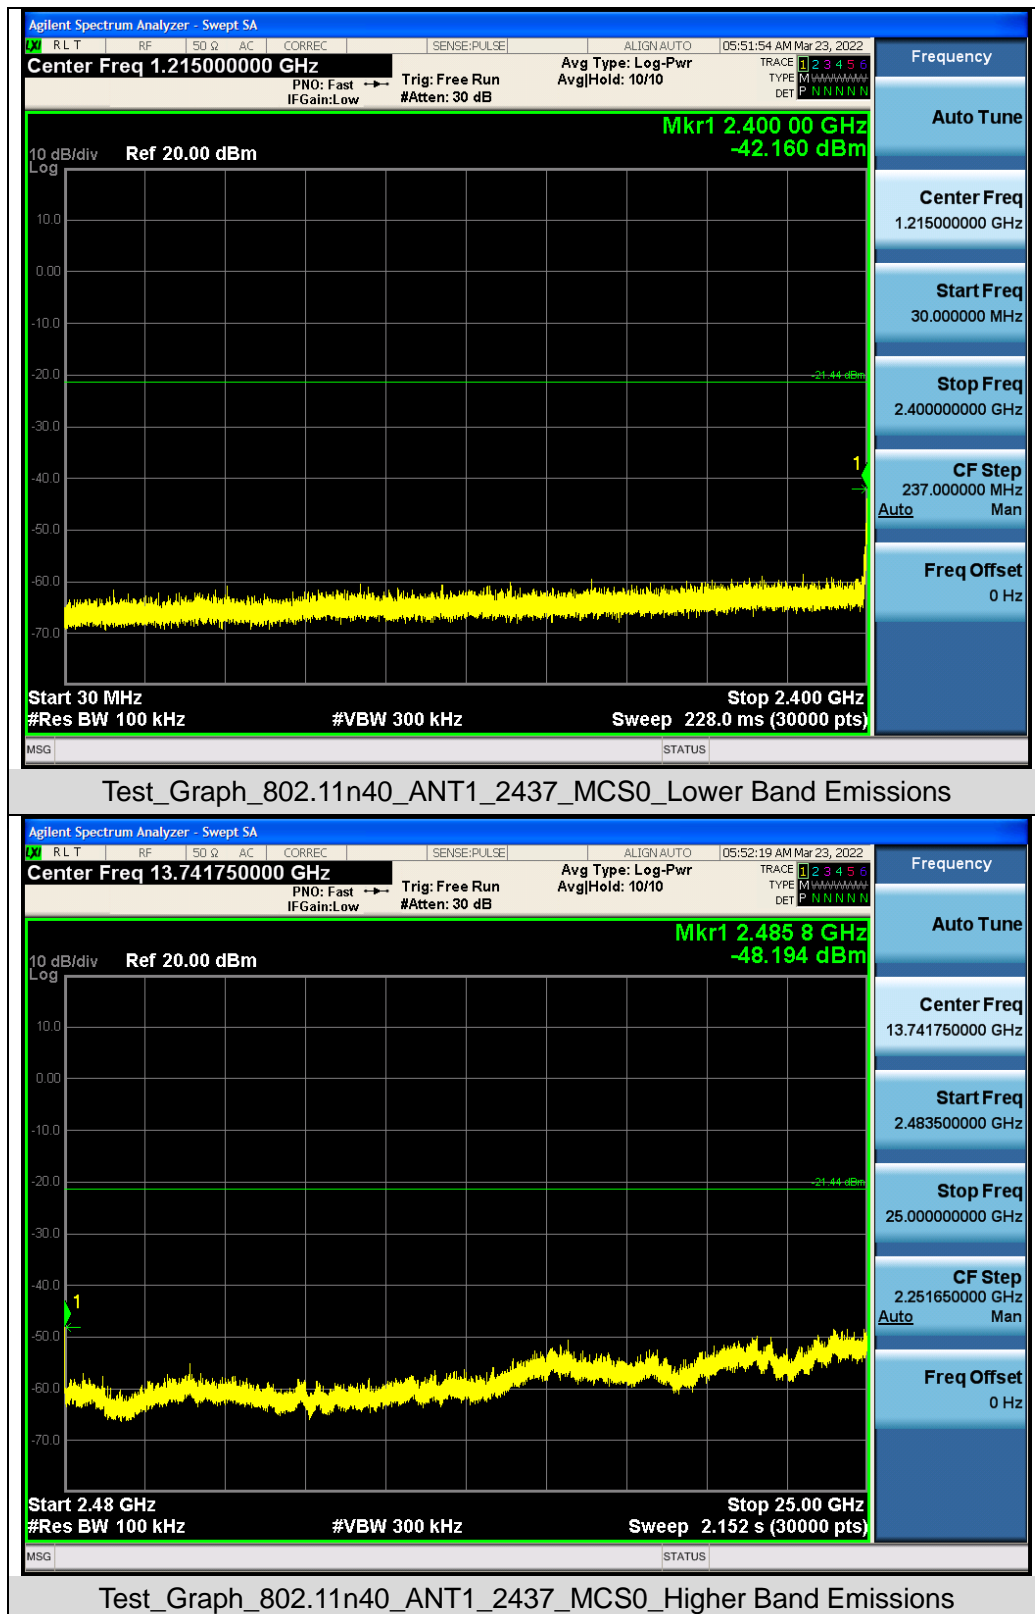 Agilent Spectrum Analyzer - Swept SA
LXI RLT RF 50 Ω AC CORREC SENSE:PULSE ALIGN AUTO 05:51:54 AM Mar 23, 2022
Center Freq 1.215000000 GHz
PNO: Fast
IFGain:Low
Trig: Free Run
#Atten: 30 dB
Avg Type: Log-Pwr
Avg|Hold: 10/10
TRACE 1 2 3 4 5 6
TYPE M
DET P N N N N N
Frequency
Mkr1 2.400 00 GHz
-42.160 dBm
10 dB/div
Log
Ref 20.00 dBm
10.0
0.00
-10.0
-20.0
-30.0
-40.0
-50.0
-60.0
-70.0
-21.44 dBm
1
Start 30 MHz
Stop 2.400 GHz
#Res BW 100 kHz
#VBW 300 kHz
Sweep 228.0 ms (30000 pts)
MSG
STATUS
Auto Tune
Center Freq
1.215000000 GHz
Start Freq
30.000000 MHz
Stop Freq
2.400000000 GHz
CF Step
237.000000 MHz
Auto Man
Freq Offset
0 Hz
Test_Graph_802.11n40_ANT1_2437_MCS0_Lower Band Emissions
Agilent Spectrum Analyzer - Swept SA
LXI RLT RF 50 Ω AC CORREC SENSE:PULSE ALIGN AUTO 05:52:19 AM Mar 23, 2022
Center Freq 13.741750000 GHz
PNO: Fast
IFGain:Low
Trig: Free Run
#Atten: 30 dB
Avg Type: Log-Pwr
Avg|Hold: 10/10
TRACE 1 2 3 4 5 6
TYPE M
DET P N N N N N
Frequency
Mkr1 2.485 8 GHz
-48.194 dBm
10 dB/div
Log
Ref 20.00 dBm
10.0
0.00
-10.0
-20.0
-30.0
-40.0
-50.0
-60.0
-70.0
-21.44 dBm
1
Start 2.48 GHz
Stop 25.00 GHz
#Res BW 100 kHz
#VBW 300 kHz
Sweep 2.152 s (30000 pts)
MSG
STATUS
Auto Tune
Center Freq
13.741750000 GHz
Start Freq
2.483500000 GHz
Stop Freq
25.000000000 GHz
CF Step
2.251650000 GHz
Auto Man
Freq Offset
0 Hz
Test_Graph_802.11n40_ANT1_2437_MCS0_Higher Band Emissions